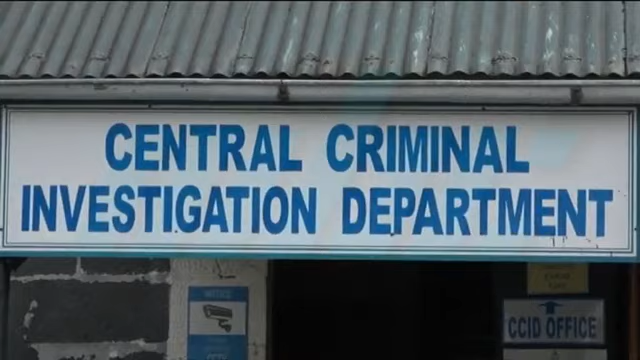 CENTRAL CRIMINAL
INVESTIGATION DEPARTMENT
CCID OFFICE